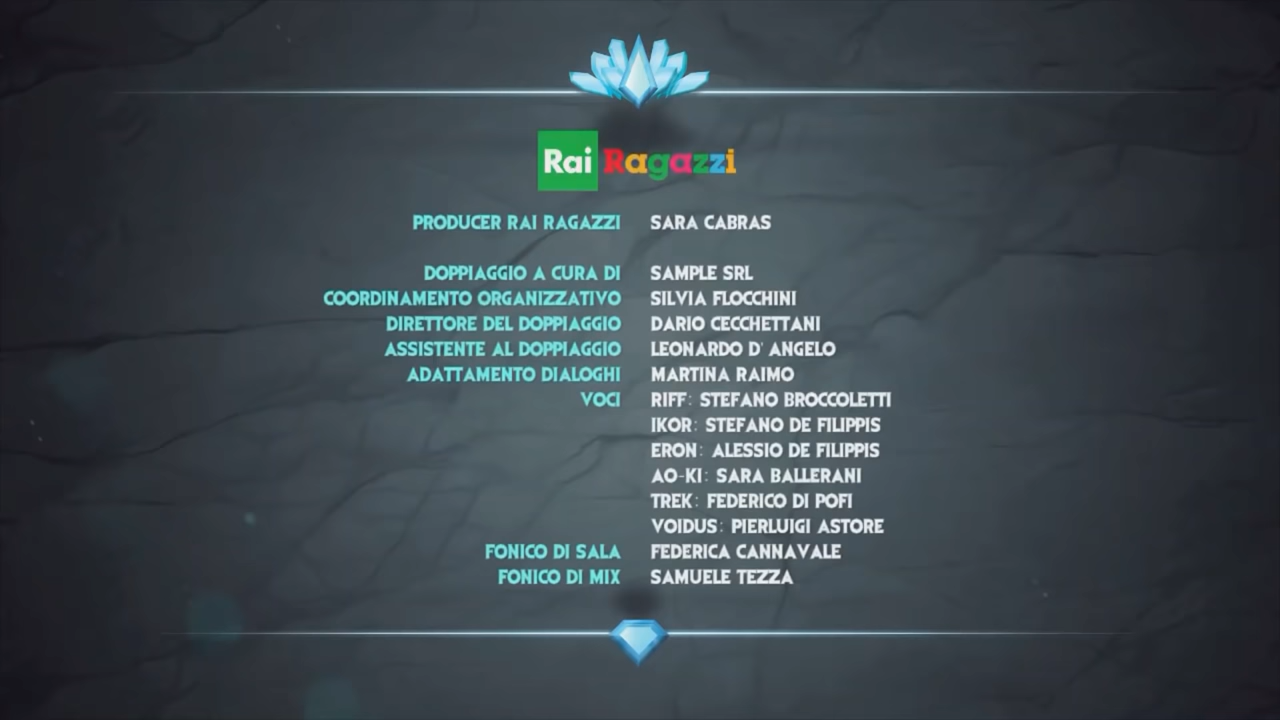 Rai Ragazzi
PRODUCER RAI RAGAZZI SARA CABRAS
DOPPIAGGIO A CURA DI SAMPLE SRL
COORDINAMENTO ORGANIZZATIVO SILVIA FLOCCHINI
DIRETTORE DEL DOPPIAGGIO DARIO CECCHETTANI
ASSISTENTE AL DOPPIAGGIO LEONARDO D' ANGELO
ADATTAMENTO DIALOGHI MARTINA RAIMO
VOCI RIFF: STEFANO BROCCOLETTI
IKOR: STEFANO DE FILIPPIS
ERON: ALESSIO DE FILIPPIS
AO-KI: SARA BALLERANI
TREK: FEDERICO DI POFI
VOIDUS: PIERLUIGI ASTORE
FONICO DI SALA FEDERICA CANNAVALE
FONICO DI MIX SAMUELE TEZZA